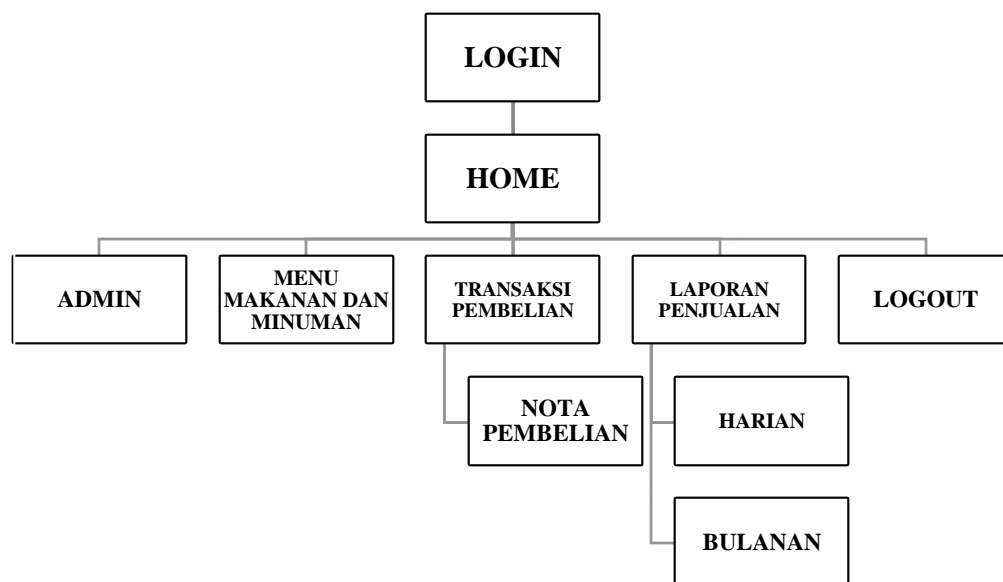 LOGIN
HOME
ADMIN
MENU
MAKANAN DAN
MINUMAN
TRANSAKSI
PEMBELIAN
LAPORAN
PENJUALAN
LOGOUT
NOTA
PEMBELIAN
HARIAN
BULANAN